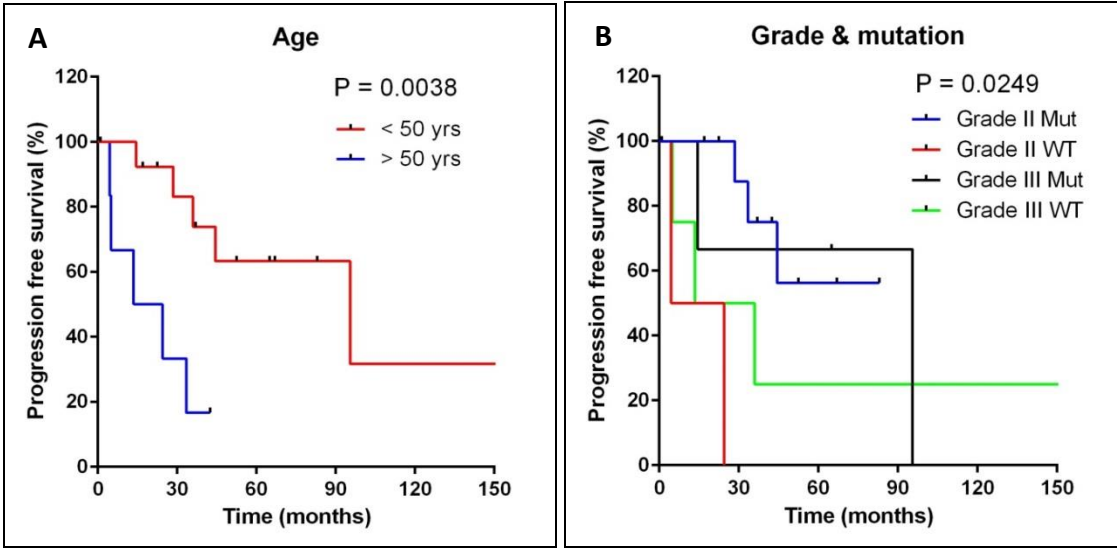 A
Age
P = 0.0038
< 50 yrs
> 50 yrs
Progression free survival (%)
120
100
80
60
40
20
0
0 30 60 90 120 150
Time (months)
B
Grade & mutation
P = 0.0249
Grade II Mut
Grade II WT
Grade III Mut
Grade III WT
Progression free survival (%)
120
100
80
60
40
20
0
0 30 60 90 120 150
Time (months)